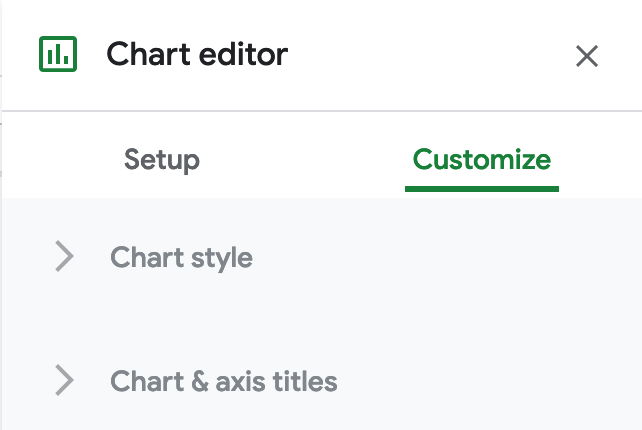 Chart editor
Setup
Customize
Chart style
Chart & axis titles